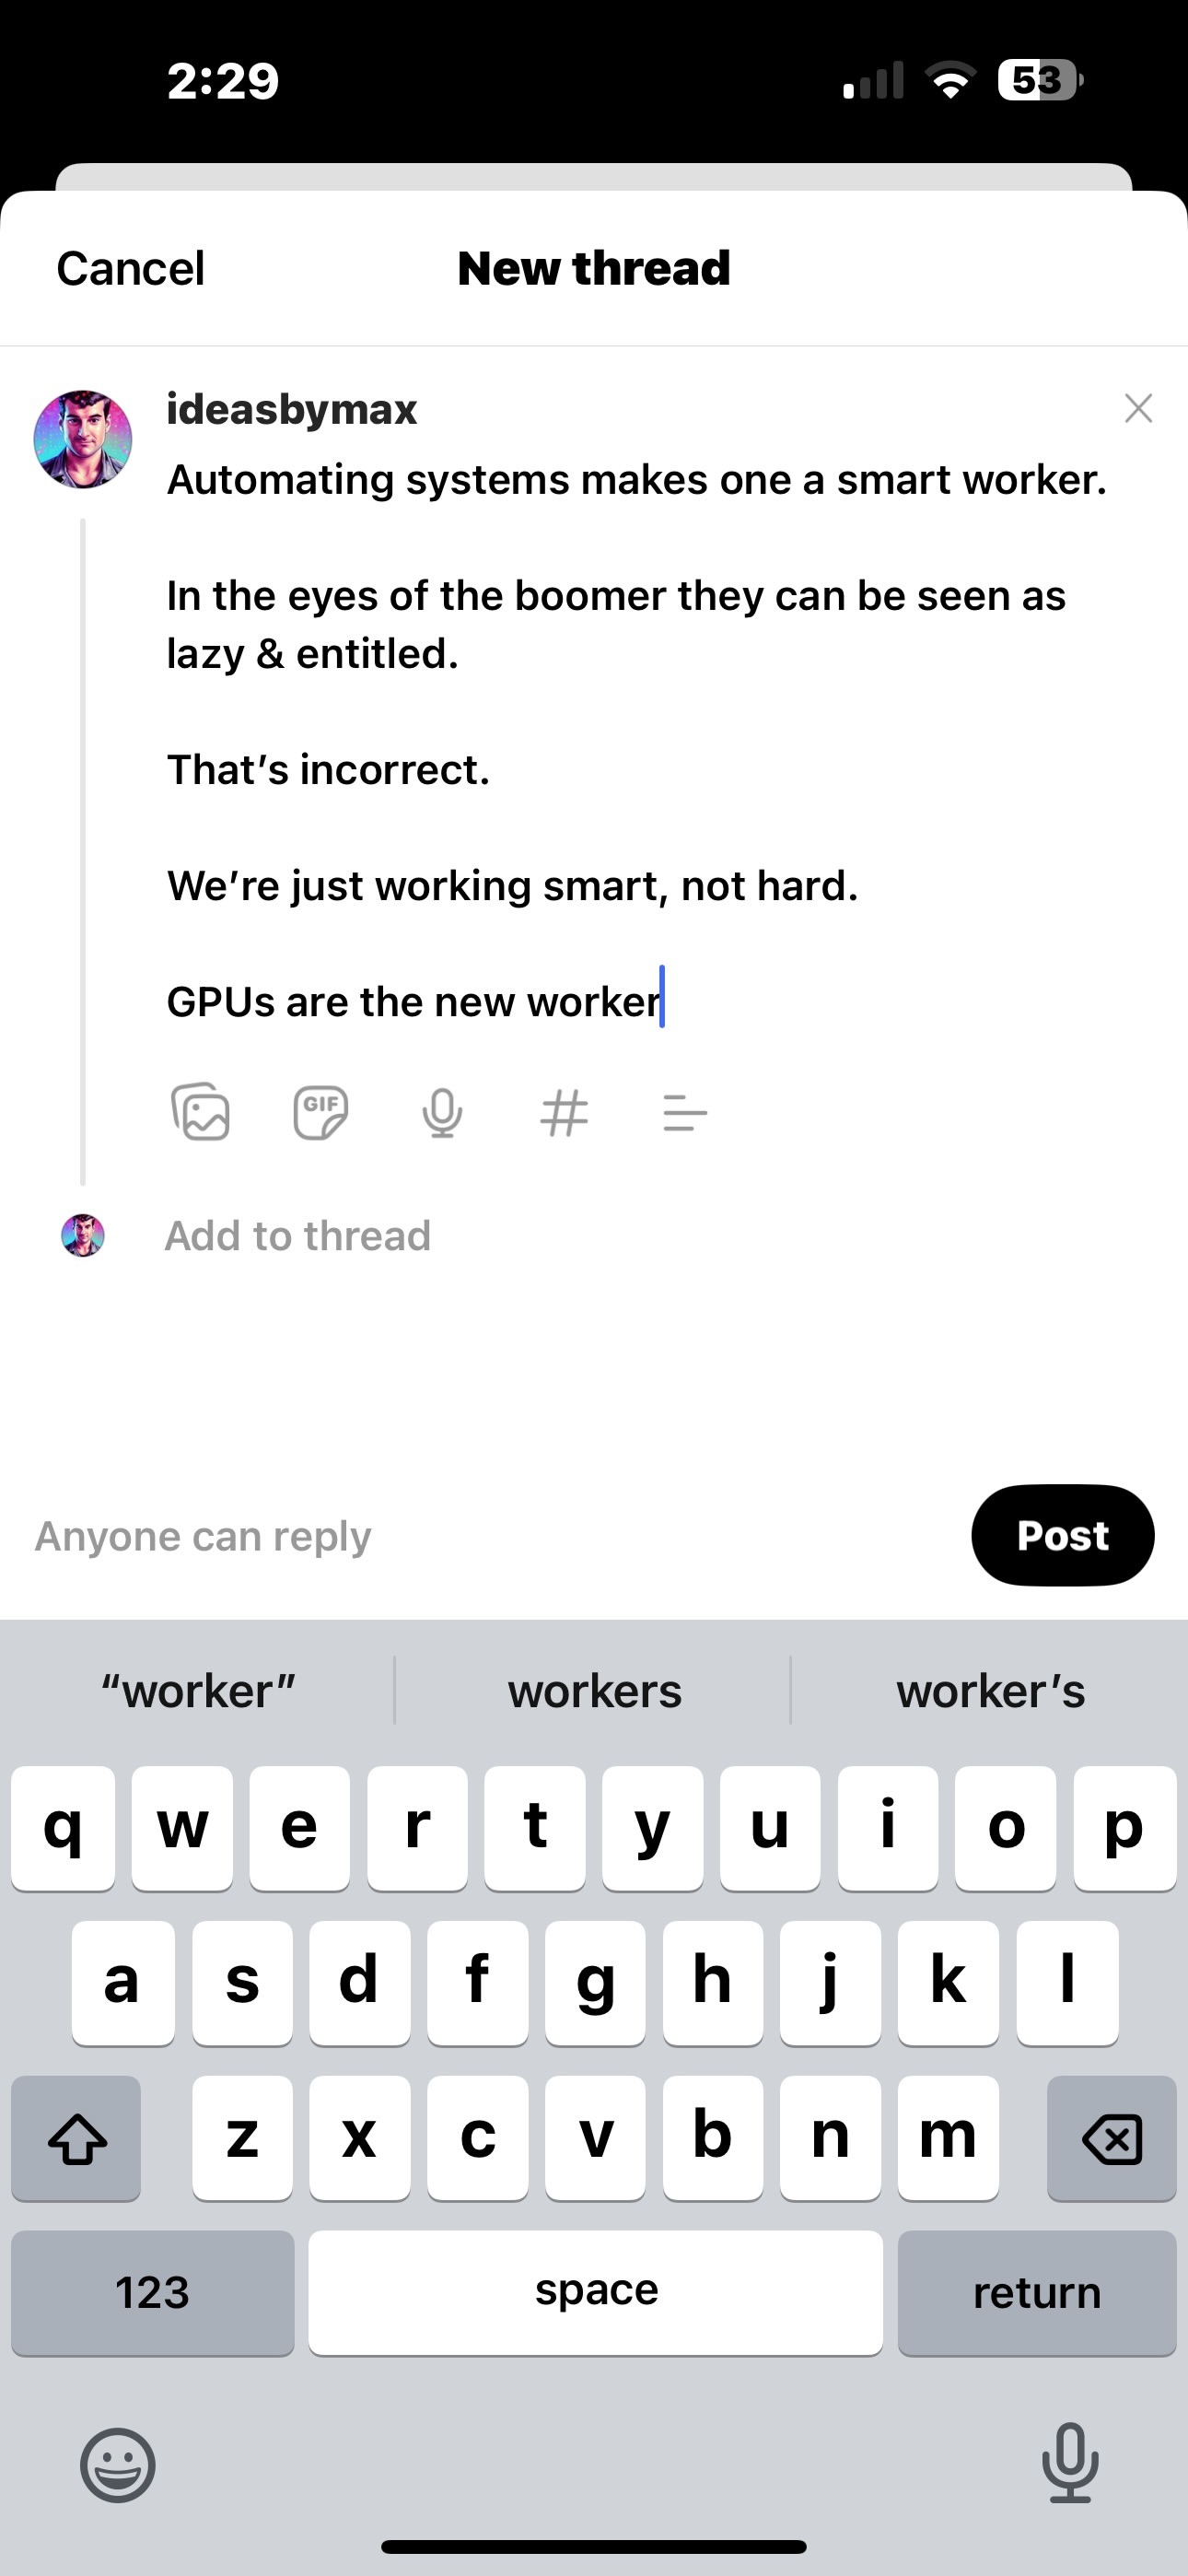 2:29
53
Cancel
New thread
ideasbymax
Automating systems makes one a smart worker.
In the eyes of the boomer they can be seen as
lazy & entitled.
That’s incorrect.
We’re just working smart, not hard.
GPUs are the new worker
GIF
Add to thread
Anyone can reply
Post
“worker”
workers
worker’s
q w e r t y u i o p
a s d f g h j k l
z x c v b n m
123
space
return